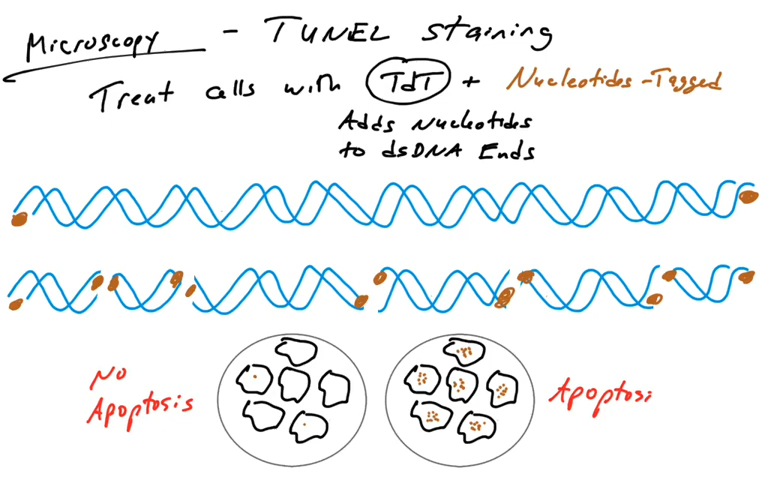 Microscopy - TUNEL staining
Treat cells with TdT + Nucleotides-Tagged
Adds Nucleotides
to dsDNA Ends
No
Apoptosis
Apoptosi